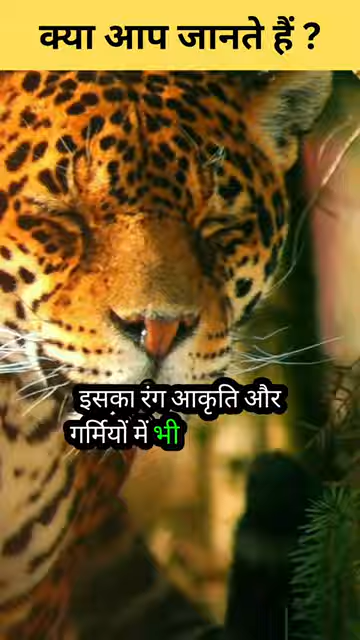 क्या आप जानते हैं ?
इसका रंग आकृति और
गर्मियों में भी